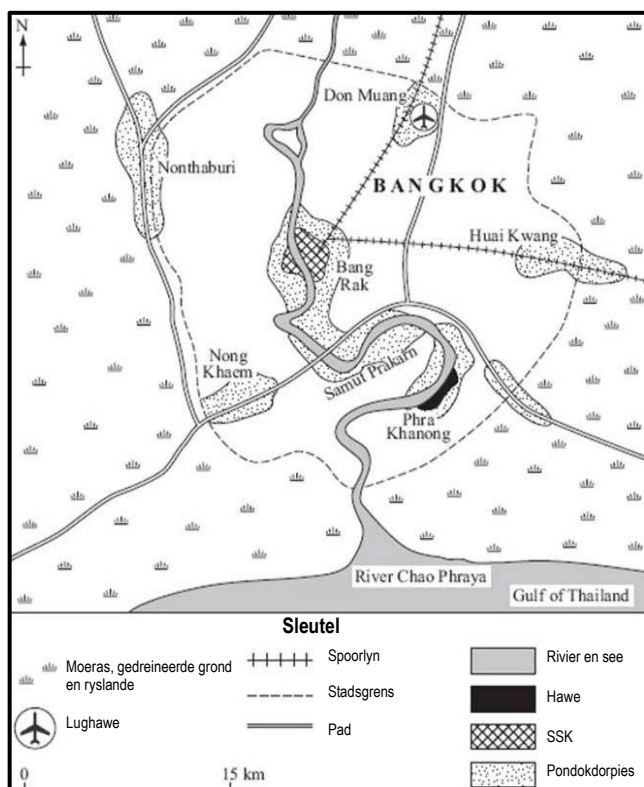 N
Don Muang
Nonthaburi
BANGKOK
Huai Kwang
Bang
Rak
Nong
Khaem
Samul Prakarn
Phra
Khanong
River Chao Phraya
Gulf of Thailand
Sleutel
Moeras, gedreineerde grond
en ryslande
Lughawe
Spoorlyn
Stadsgrens
Pad
Rivier en see
Hawe
SSK
Pondokdorpies
0 15 km